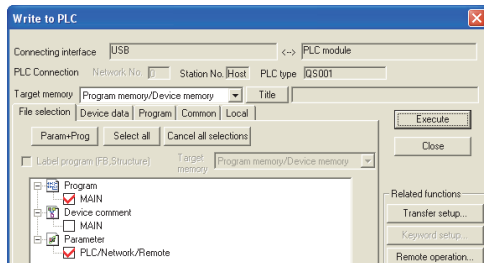 Write to PLC
Connecting interface USB <--> PLC module
PLC Connection Network No. 0 Station No. Host PLC type QS001
Target memory Program memory/Device memory Title
File selection Device data Program Common Local
Execute
Param+Prog Select all Cancel all selections
Close
Label program (FB,Structure) Target memory Program memory/Device memory
Program
MAIN
Related functions
Device comment
Transfer setup...
MAIN
Keyword setup...
Parameter
PLC/Network/Remote
Remote operation...